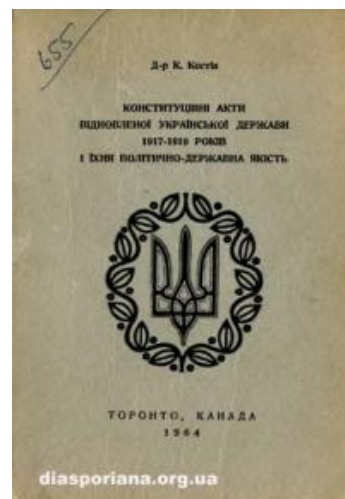 655
Д-р К. Костів
КОНСТИТУЦІЙНІ АКТИ
ВІДНОВЛЕНОЇ УКРАЇНСЬКОЇ ДЕРЖАВИ
1917-1919 РОКІВ
І ЇХНЯ ПОЛІТИЧНО-ДЕРЖАВНА ЯКІСТЬ
ТОРОНТО, КАНАДА
1964
diasporiana.org.ua